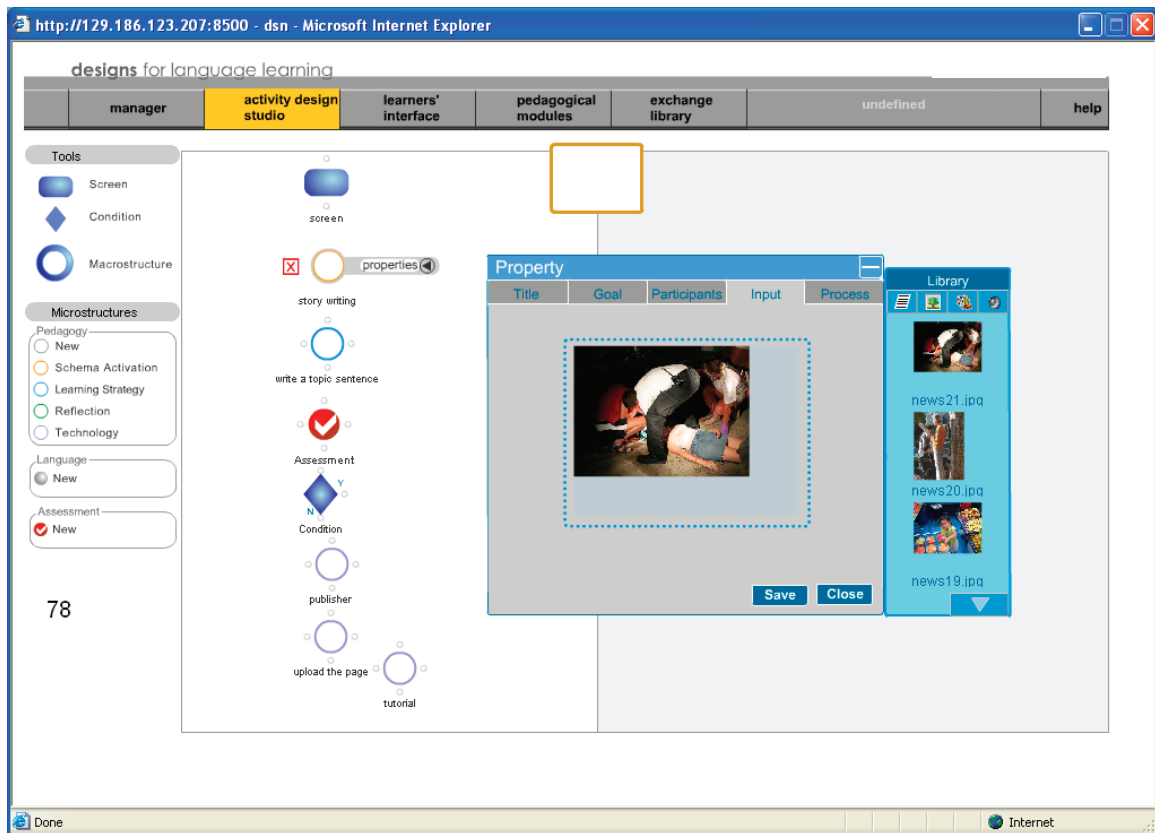 http://129.186.123.207:8500 - dsn - Microsoft Internet Explorer
designs for language learning
manager
activity design
studio
learners'
interface
pedagogical
modules
exchange
library
undefined
help
Tools
Screen
Condition
Macrostructure
Microstructures
Pedagogy
New
Schema Activation
Learning Strategy
Reflection
Technology
Language
New
Assessment
New
78
screen
X
properties
story writing
write a topic sentence
Assessment
Y
N
Condition
publisher
upload the page
tutorial
Property
Title
Goal
Participants
Input
Process
Save
Close
Library
news21.jpg
news20.jpg
news19.jpg
Done
Internet